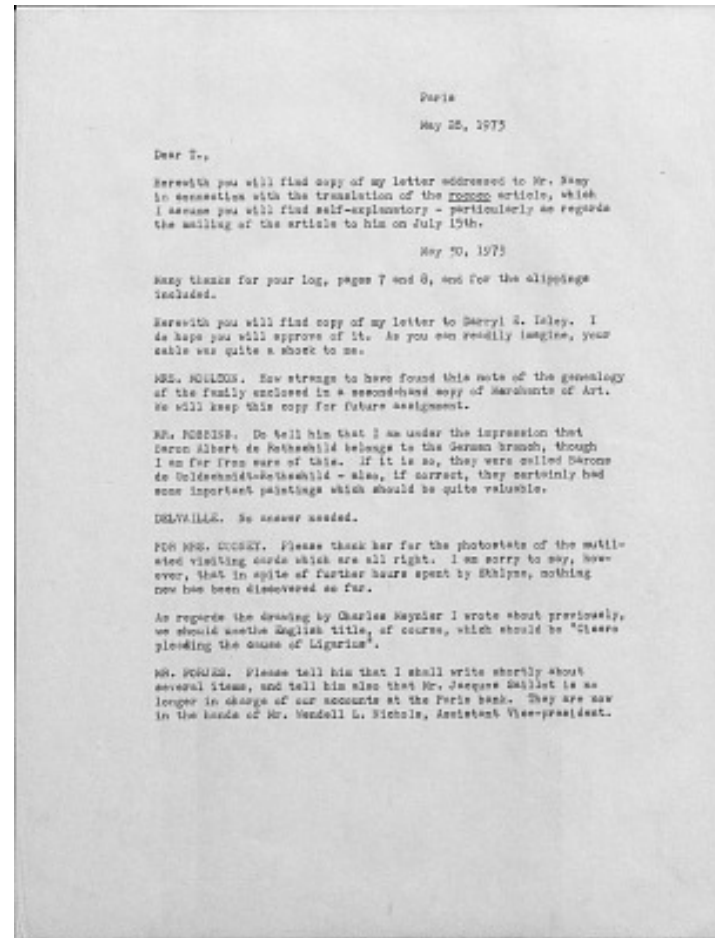 Paris
May 28, 1973
Dear T.,
Herewith you will find copy of my letter addressed to Mr. Namy
in connection with the translation of the rococo article, which
I assume you will find self-explanatory - particularly as regards
the mailing of the article to him on July 15th.
May 30, 1973
Many thanks for your log, pages 7 and 8, and for the clippings
included.
Herewith you will find copy of my letter to Darryl E. Isley. I
do hope you will approve of it. As you can readily imagine, your
cable was quite a shock to me.
MRS. MOULTON. How strange to have found this note of the genealogy
of the family enclosed in a second-hand copy of Merchants of Art.
We will keep this copy for future assignment.
MR. ROBBINS. Do tell him that I am under the impression that
Baron Albert de Rothschild belongs to the German branch, though
I am far from sure of this. If it is so, they were called Barons
de Goldschmidt-Rothschild - also, if correct, they certainly had
some inportant paintings which should be quite valuable.
DELVAILLE. No answer needed.
FOR MRS. COONEY. Please thank her for the photostats of the mutil-
ated visiting cards which are all right. I am sorry to say, how-
ever, that in spite of further hours spent by Ethlyne, nothing
new has been discovered so far.
As regards the drawing by Charles Meynier I wrote about previously,
we should usethe English title, of course, which should be "Cicero
pleading the cause of Ligarius".
MR. PORJES. Please tell him that I shall write shortly about
several items, and tell him also that Mr. Jacques Saillot is no
longer in charge of our accounts at the Paris bank. They are now
in the hands of Mr. Wendell L. Nichols, Assistant Vice-president.